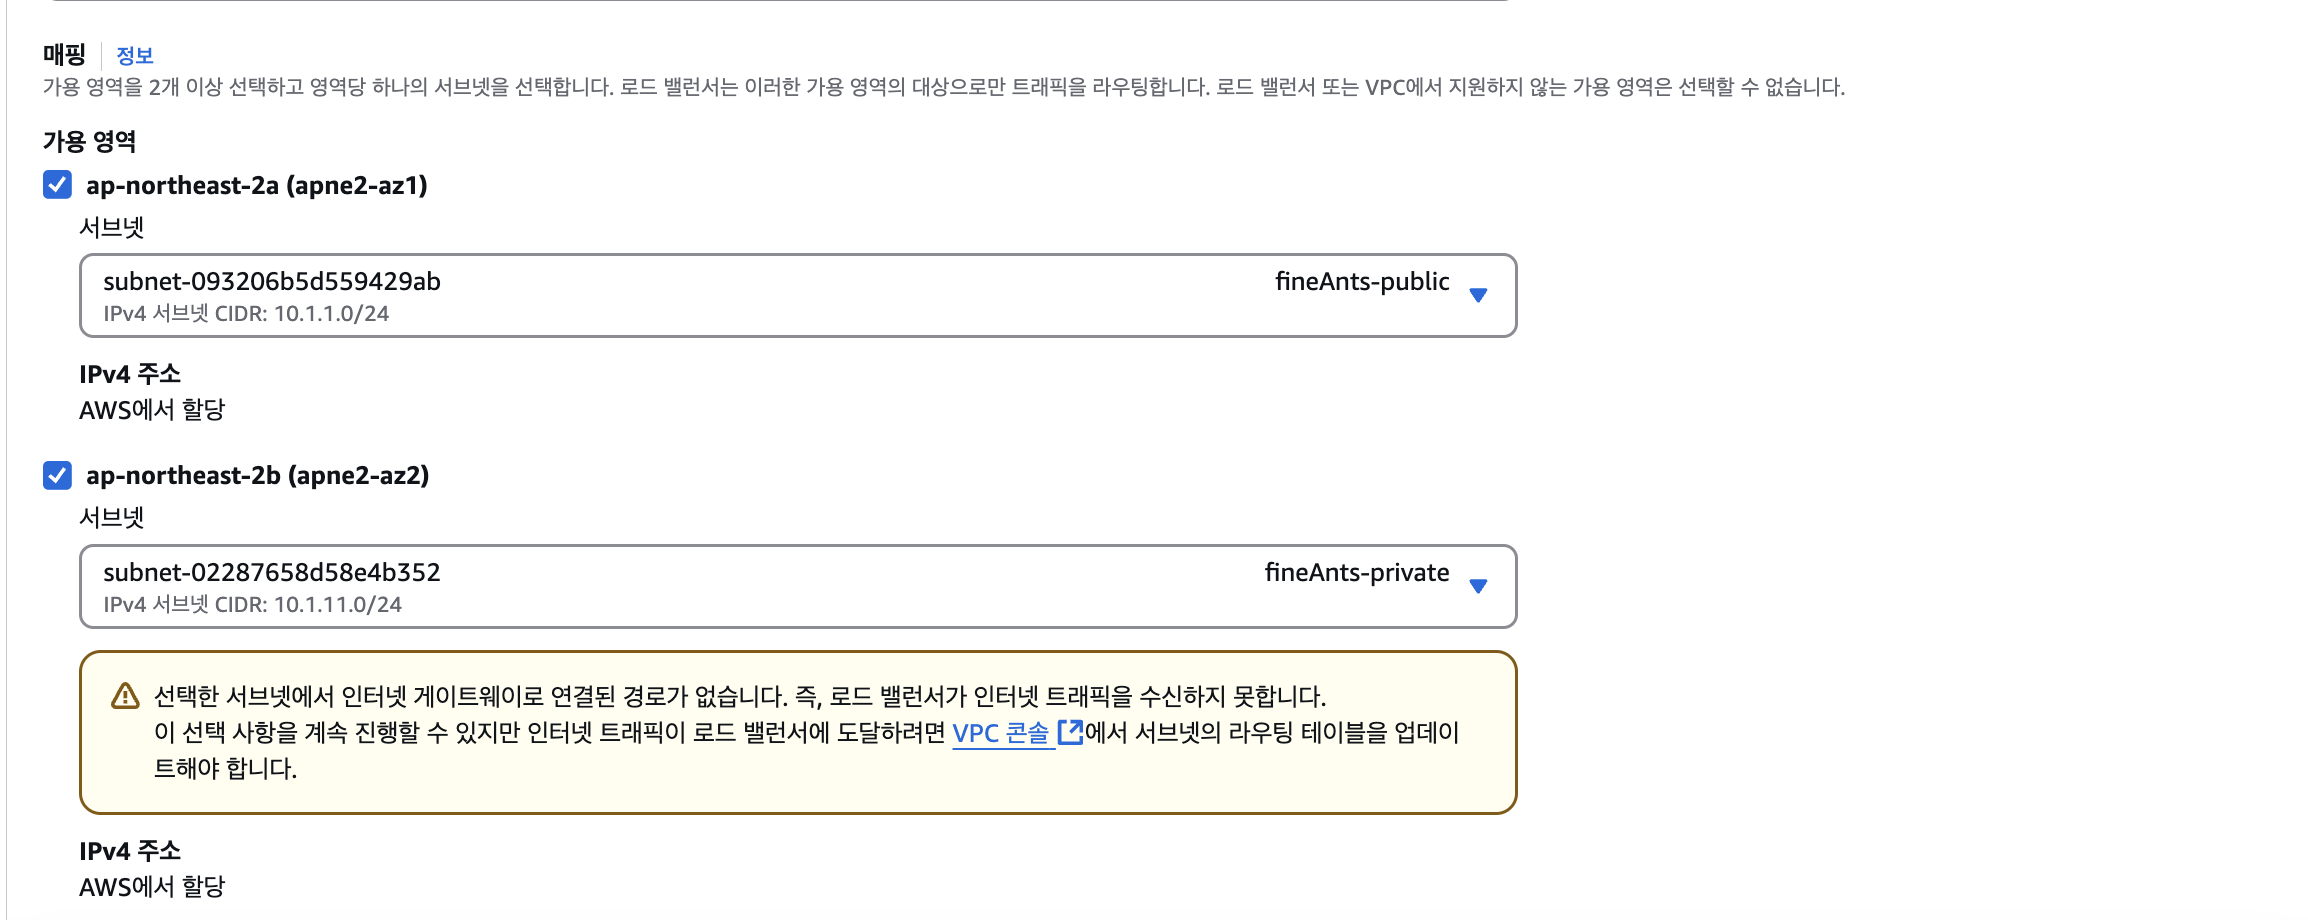 매핑 정보
가용 영역을 2개 이상 선택하고 영역당 하나의 서브넷을 선택합니다. 로드 밸런서는 이러한 가용 영역의 대상으로만 트래픽을 라우팅합니다. 로드 밸런서 또는 VPC에서 지원하지 않는 가용 영역은 선택할 수 없습니다.
가용 영역
ap-northeast-2a (apne2-az1)
서브넷
subnet-093206b5d559429ab fineAnts-public
IPv4 서브넷 CIDR: 10.1.1.0/24
IPv4 주소
AWS에서 할당
ap-northeast-2b (apne2-az2)
서브넷
subnet-02287658d58e4b352 fineAnts-private
IPv4 서브넷 CIDR: 10.1.11.0/24
선택한 서브넷에서 인터넷 게이트웨이로 연결된 경로가 없습니다. 즉, 로드 밸런서가 인터넷 트래픽을 수신하지 못합니다.
이 선택 사항을 계속 진행할 수 있지만 인터넷 트래픽이 로드 밸런서에 도달하려면 VPC 콘솔에서 서브넷의 라우팅 테이블을 업데이
트해야 합니다.
IPv4 주소
AWS에서 할당